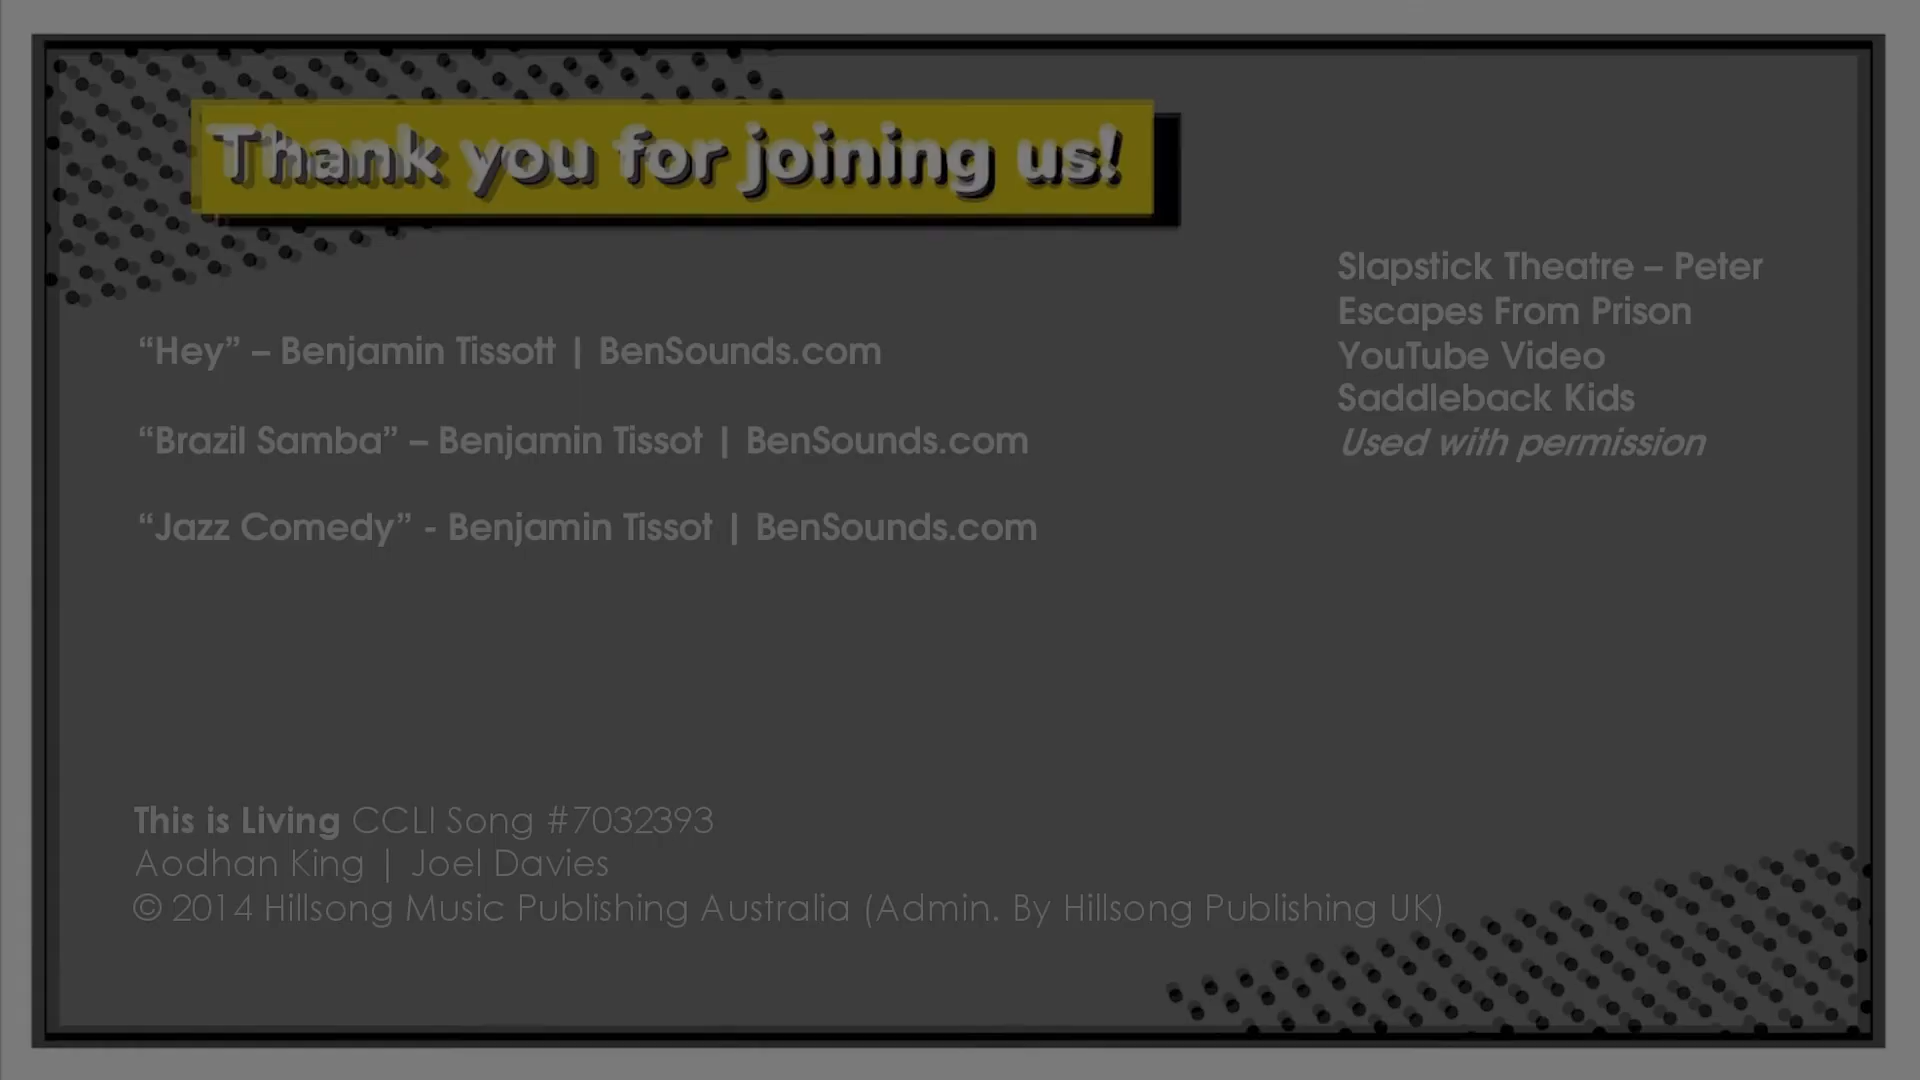 Thank you for joining us!
“Hey” – Benjamin Tissott | BenSounds.com
“Brazil Samba” – Benjamin Tissot | BenSounds.com
“Jazz Comedy” - Benjamin Tissot | BenSounds.com
Slapstick Theatre – Peter
Escapes From Prison
YouTube Video
Saddleback Kids
Used with permission
This is Living CCLI Song #7032393
Aodhan King | Joel Davies
© 2014 Hillsong Music Publishing Australia (Admin. By Hillsong Publishing UK)